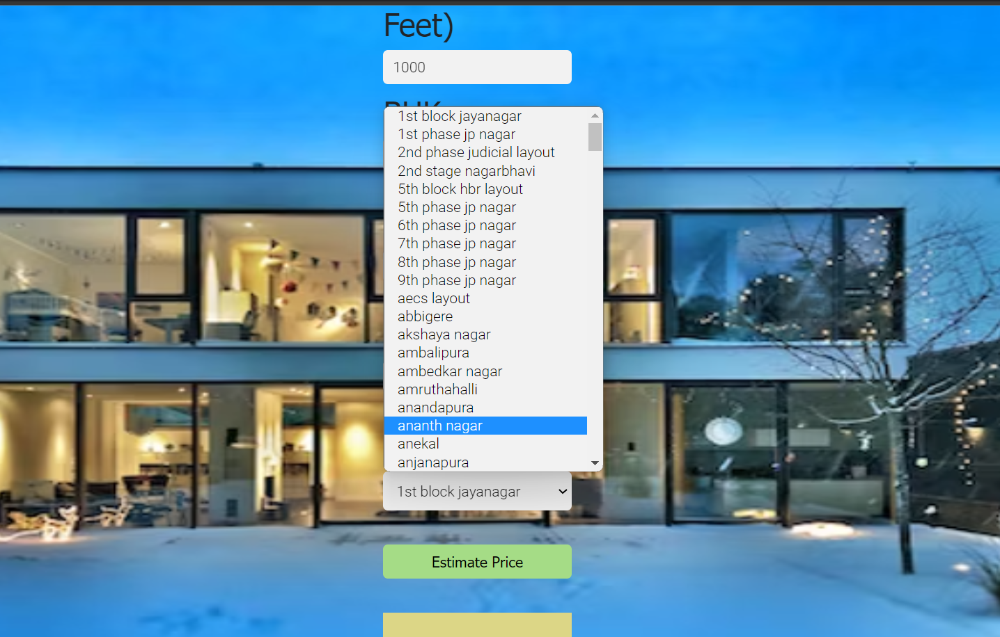 Feet)
1000
BHK
1st block jayanagar
1st phase jp nagar
2nd phase judicial layout
2nd stage nagarbhavi
5th block hbr layout
5th phase jp nagar
6th phase jp nagar
7th phase jp nagar
8th phase jp nagar
9th phase jp nagar
aecs layout
abbigere
akshaya nagar
ambalipura
ambedkar nagar
amruthahalli
anandapura
ananth nagar
anekal
anjanapura
1st block jayanagar
Estimate Price